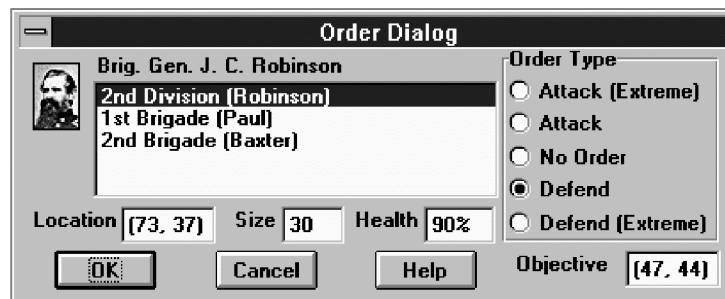 Order Dialog
Brig. Gen. J. C. Robinson
2nd Division (Robinson)
1st Brigade (Paul)
2nd Brigade (Baxter)
Location (73, 37) Size 30 Health 90%
OK Cancel Help
Order Type
Attack (Extreme)
Attack
No Order
Defend
Defend (Extreme)
Objective (47, 44)